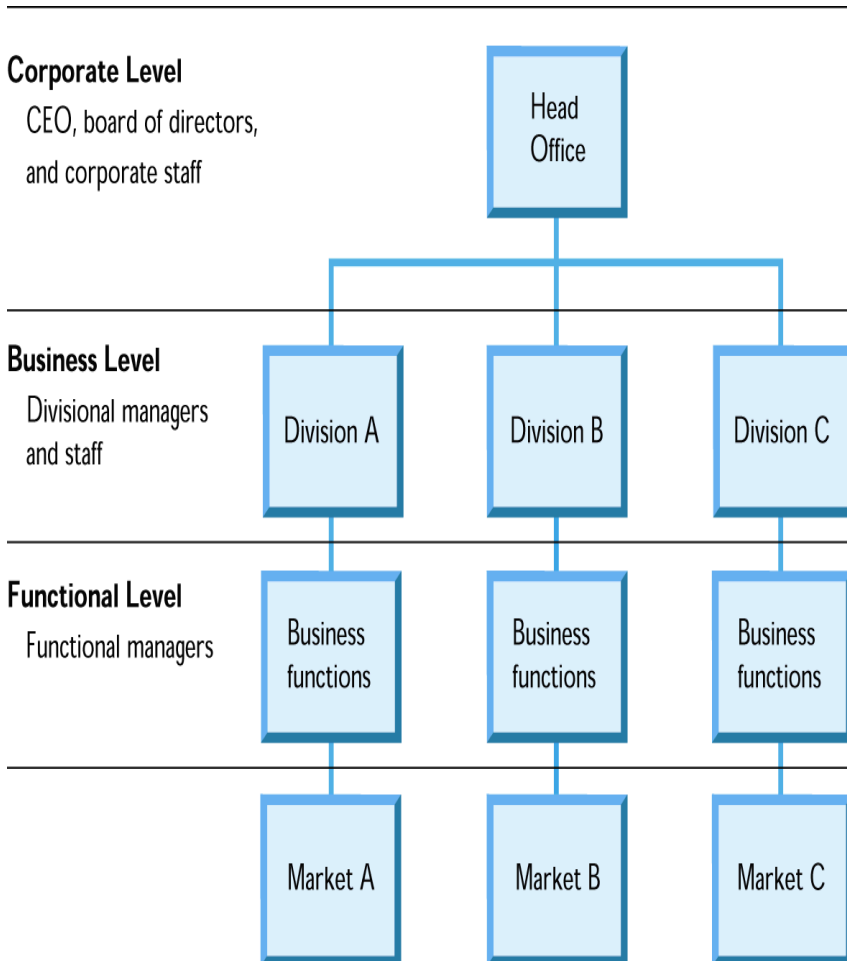 Corporate Level
CEO, board of directors,
and corporate staff
Head
Office
Business Level
Divisional managers
and staff
Division A
Division B
Division C
Functional Level
Functional managers
Business
functions
Business
functions
Business
functions
Market A
Market B
Market C